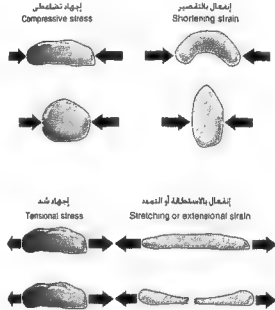 إجهاد تضاغطى
Compressive stress
إنفعال بالتقصير
Shortening strain
إجهاد شد
Tensional stress
إنفعال بالاستطالة أو التمدد
Stretching or extensional strain